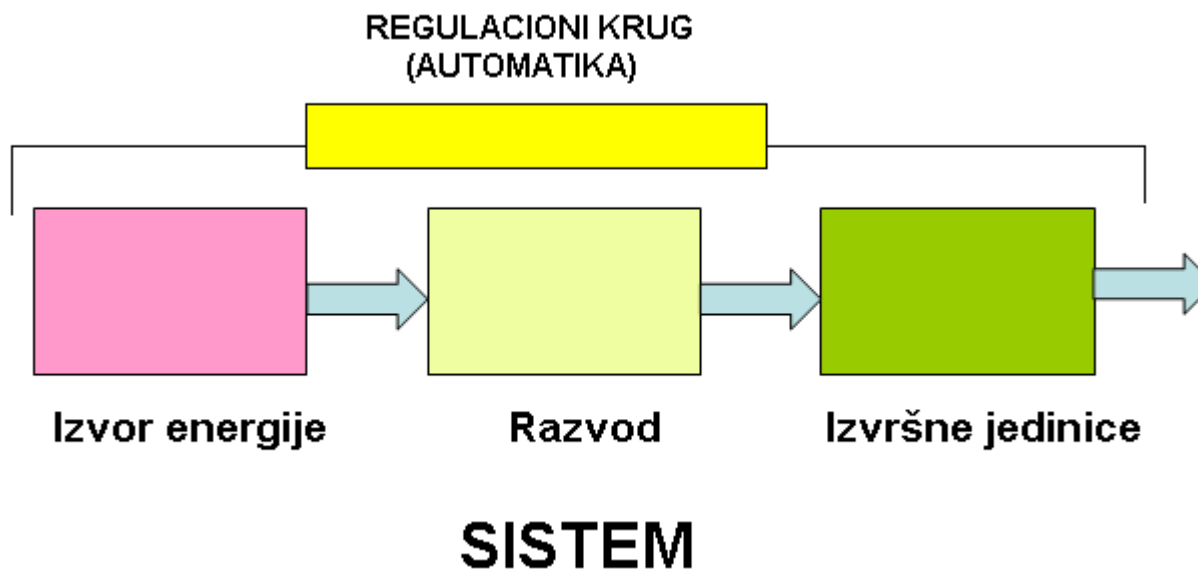 REGULACIONI KRUG
(AUTOMATIKA)
Izvor energije
Razvod
Izvršne jedinice
SISTEM